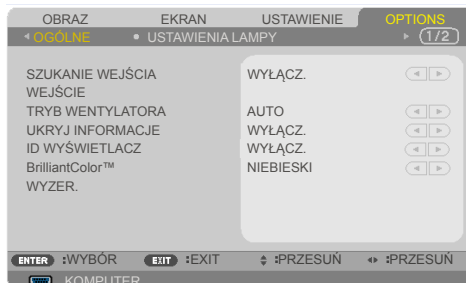 OBRAZ EKRAN USTAWIENIE OPTIONS
OGÓLNE • USTAWIENIA LAMPY 1/2
SZUKANIE WEJŚCIA WYŁĄCZ.
WEJŚCIE
TRYB WENTYLATORA AUTO
UKRYJ INFORMACJE WYŁĄCZ.
ID WYŚWIETLACZ WYŁĄCZ.
BrilliantColor™ NIEBIESKI
WYZER.
ENTER :WYBÓR EXIT :EXIT :PRZESUŃ :PRZESUŃ
KOMPUTER